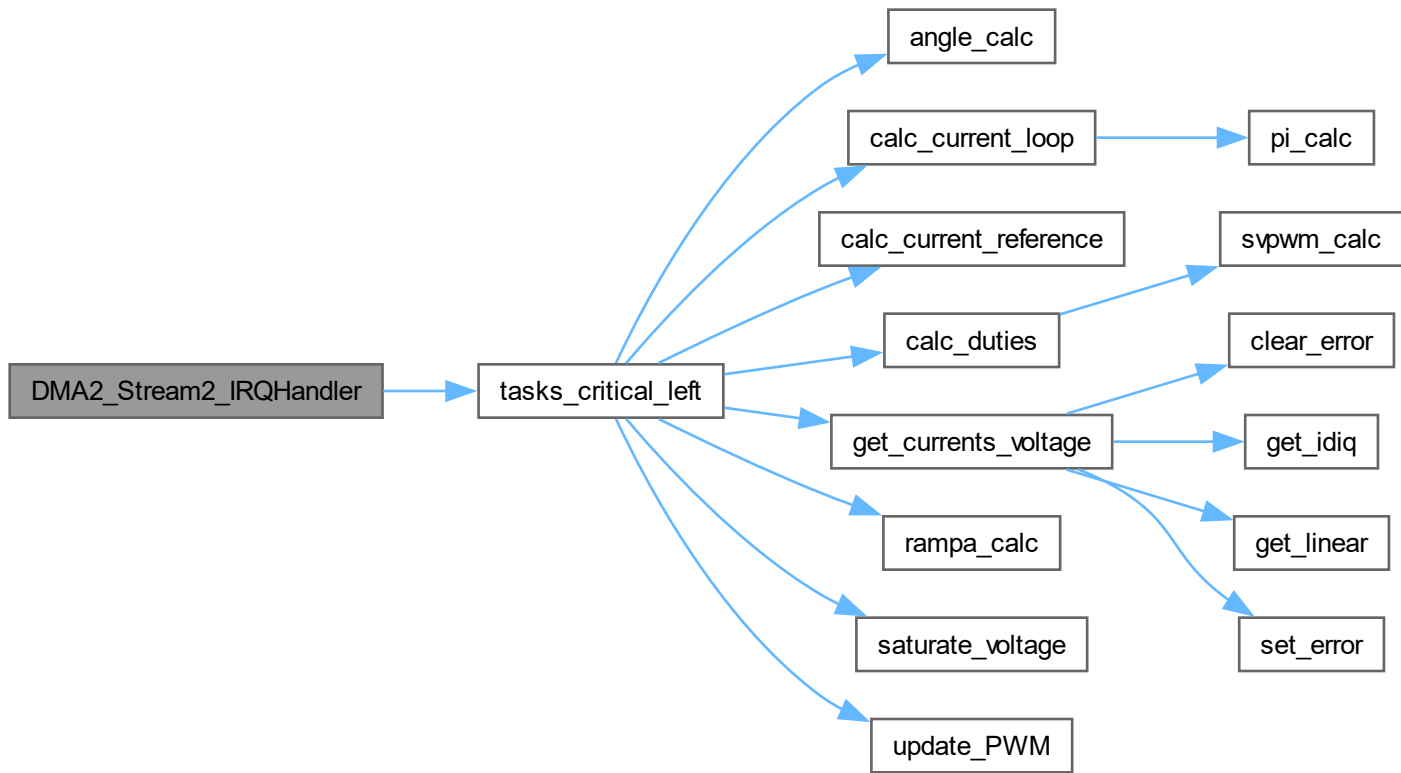 DMA2_Stream2_IRQHandler
tasks_critical_left
angle_calc
calc_current_loop
pi_calc
calc_current_reference
calc_duties
svpwm_calc
get_currents_voltage
clear_error
get_idiq
get_linear
set_error
rampa_calc
saturate_voltage
update_PWM